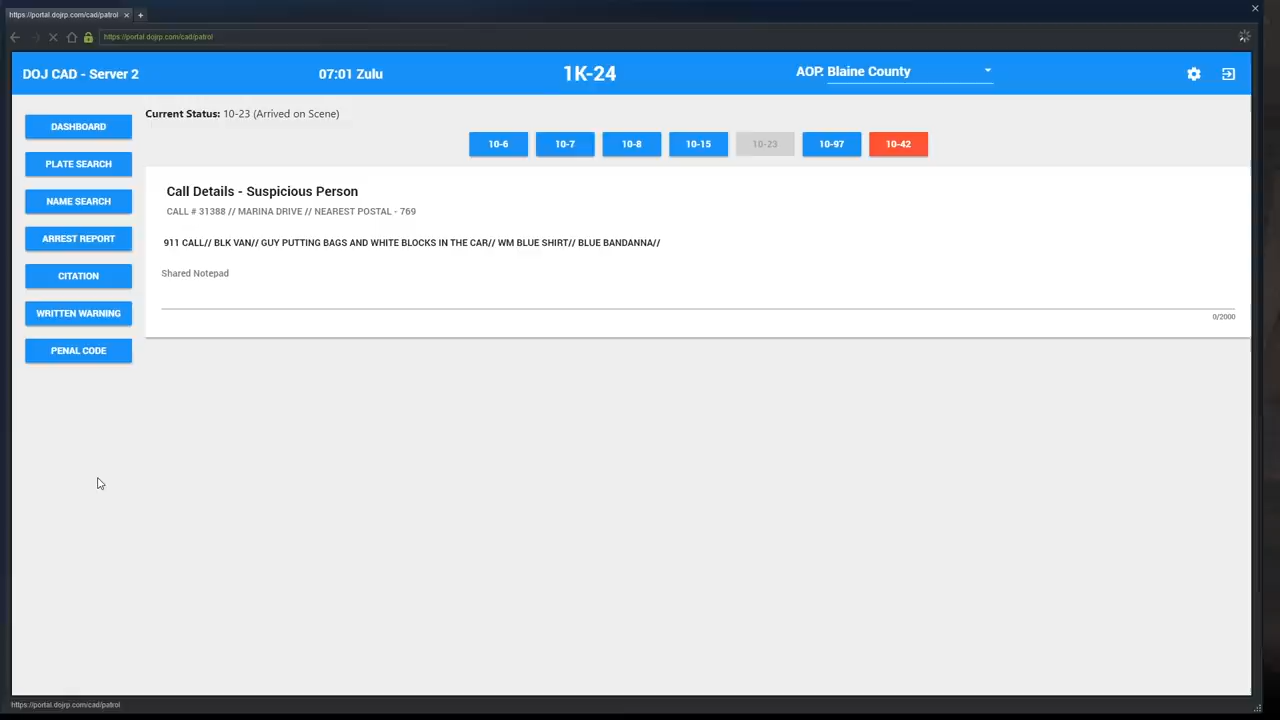 https://portal.dojrp.com/cad/patrol × +
https://portal.dojrp.com/cad/patrol
DOJ CAD - Server 2 07:01 Zulu 1K-24 AOP: Blaine County
Current Status: 10-23 (Arrived on Scene)
10-6 10-7 10-8 10-15 10-23 10-97 10-42
DASHBOARD
PLATE SEARCH
NAME SEARCH
ARREST REPORT
CITATION
WRITTEN WARNING
PENAL CODE
Call Details - Suspicious Person
CALL # 31388 // MARINA DRIVE // NEAREST POSTAL - 769
911 CALL// BLK VAN// GUY PUTTING BAGS AND WHITE BLOCKS IN THE CAR// WM BLUE SHIRT// BLUE BANDANNA//
Shared Notepad
0/2000
https://portal.dojrp.com/cad/patrol